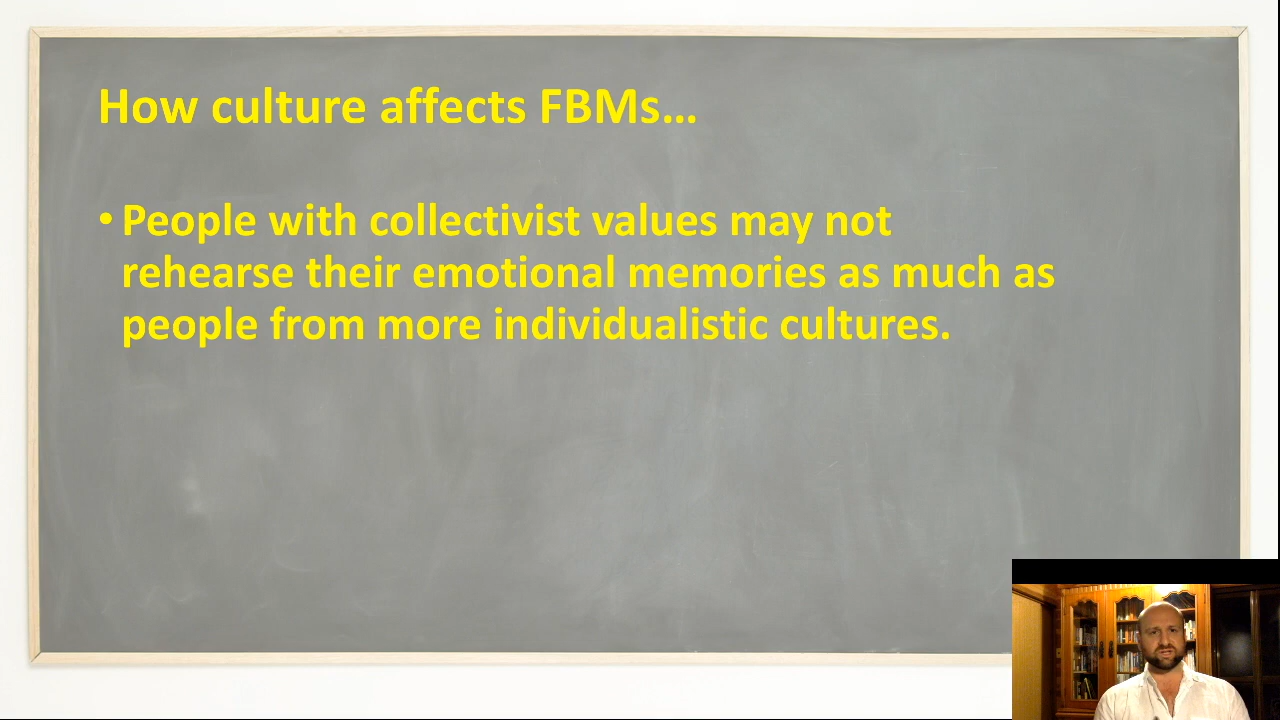 How culture affects FBMs…
• People with collectivist values may not
rehearse their emotional memories as much as
people from more individualistic cultures.